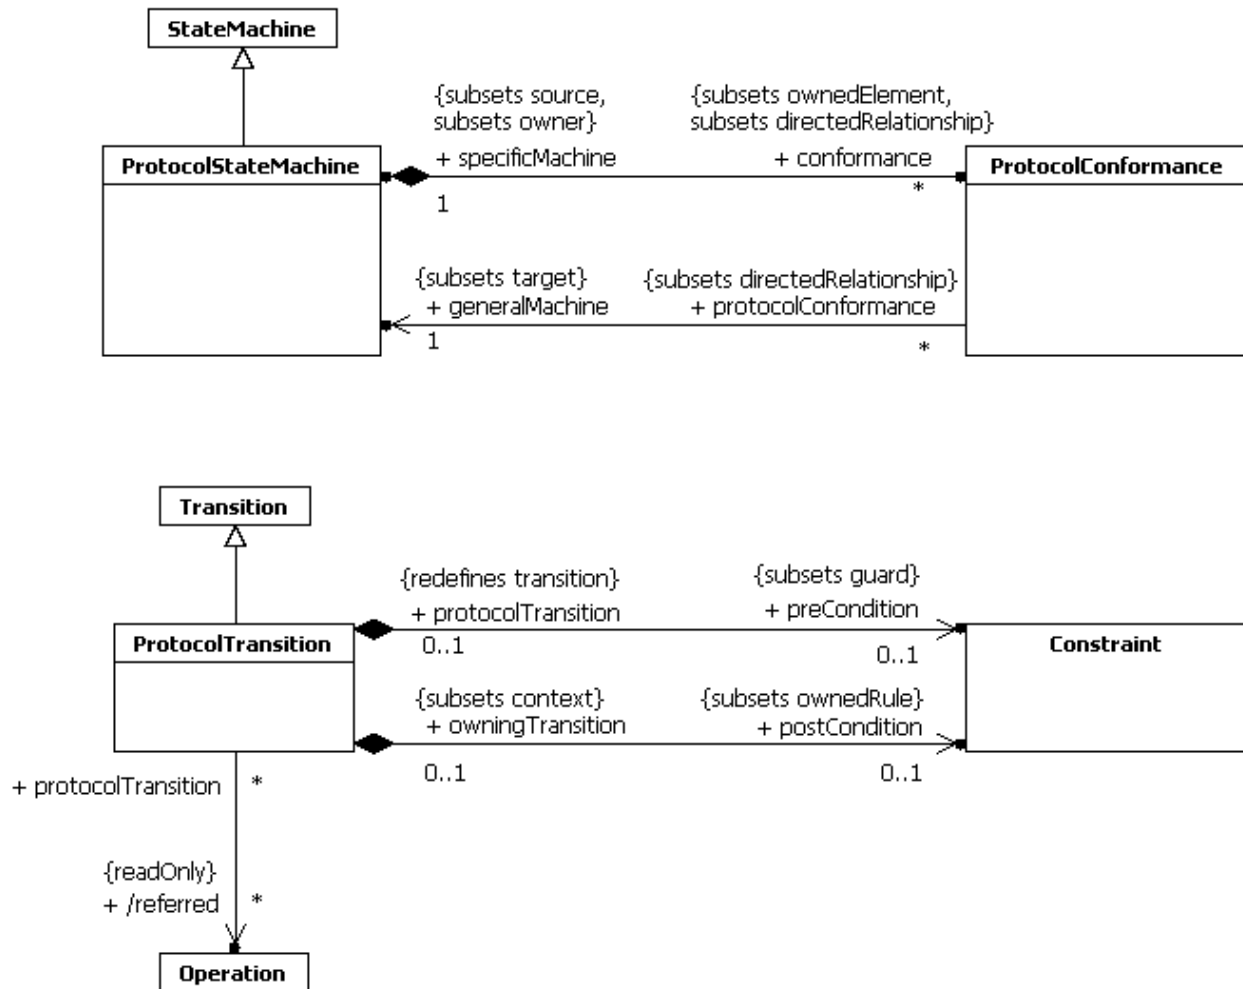 StateMachine
{subsets source,
subsets owner}
+ specificMachine
1
{subsets ownedElement,
subsets directedRelationship}
+ conformance
*
ProtocolStateMachine
ProtocolConformance
{subsets target}
+ generalMachine
1
{subsets directedRelationship}
+ protocolConformance
*
Transition
{redefines transition}
+ protocolTransition
0..1
{subsets guard}
+ preCondition
0..1
ProtocolTransition
Constraint
{subsets context}
+ owningTransition
0..1
{subsets ownedRule}
+ postCondition
0..1
+ protocolTransition
*
{readOnly}
+ /referred
*
Operation